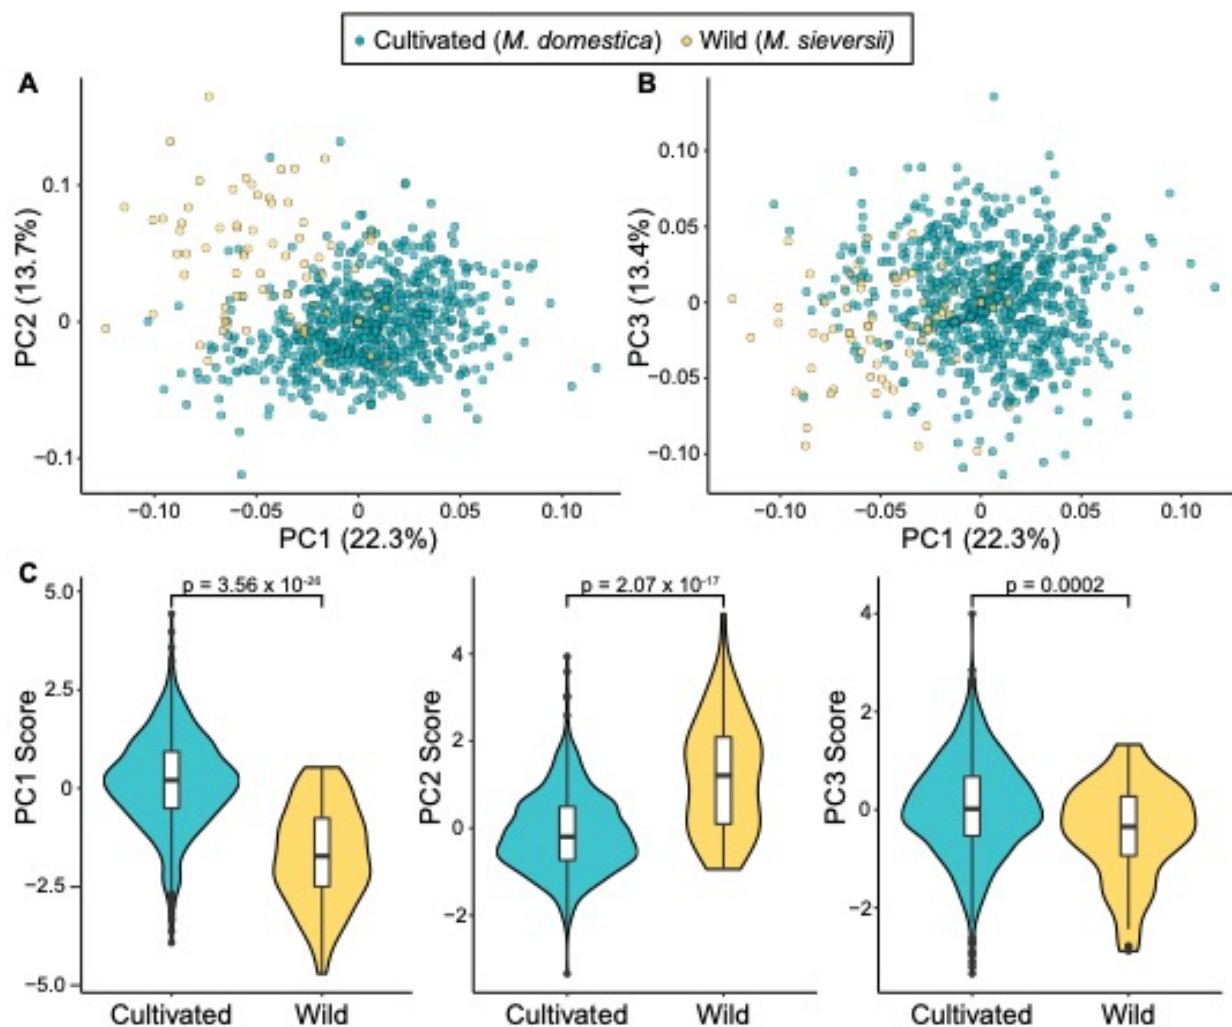 Cultivated (M. domestica) Wild (M. sieversii)
A
B
PC2 (13.7%)
0.1
0
−0.1
−0.10 −0.05 0 0.05 0.10
PC1 (22.3%)
PC3 (13.4%)
0.10
0.05
0
−0.05
−0.10
−0.10 −0.05 0 0.05 0.10
PC1 (22.3%)
C
PC1 Score
5.0
2.5
0
−2.5
−5.0
p = 3.56 x 10⁻²⁶
Cultivated Wild
PC2 Score
4
2
0
−2
p = 2.07 x 10⁻¹⁷
Cultivated Wild
PC3 Score
4
2
0
−2
p = 0.0002
Cultivated Wild